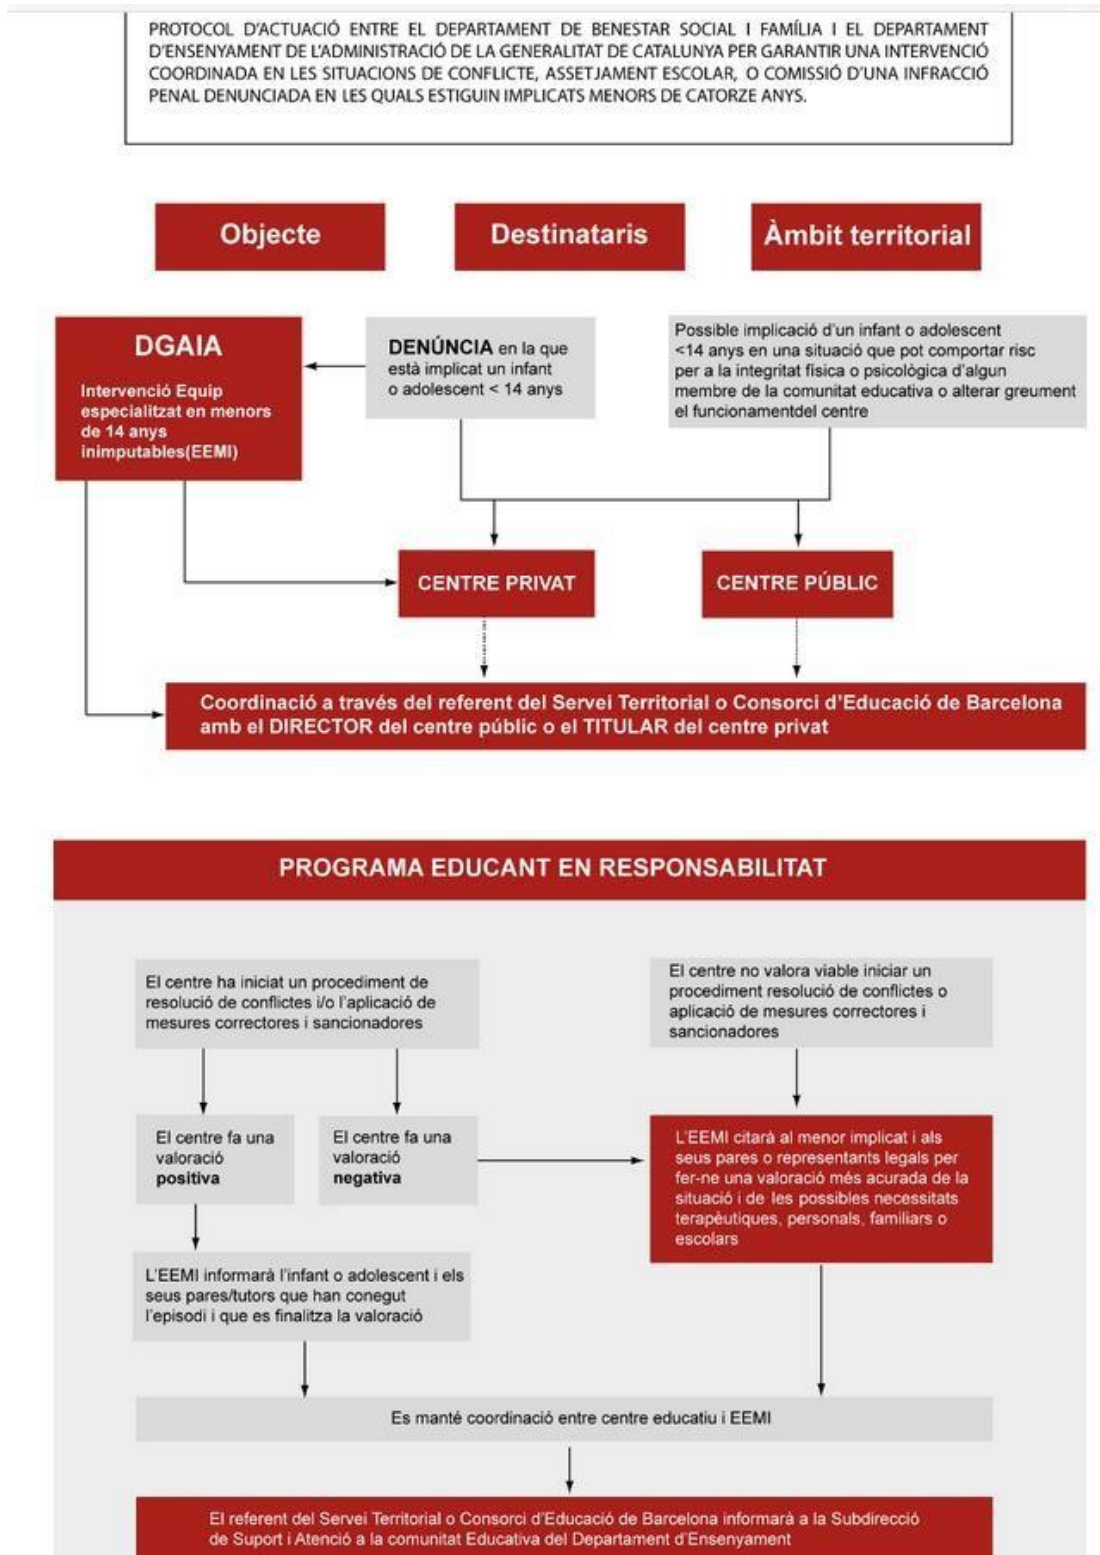 PROTOCOL D'ACTUACIÓ ENTRE EL DEPARTAMENT DE BENESTAR SOCIAL I FAMÍLIA I EL DEPARTAMENT
D'ENSENYAMENT DE L'ADMINISTRACIÓ DE LA GENERALITAT DE CATALUNYA PER GARANTIR UNA INTERVENCIÓ
COORDINADA EN LES SITUACIONS DE CONFLICTE, ASSETJAMENT ESCOLAR, O COMISSIÓ D'UNA INFRACCIÓ
PENAL DENUNCIADA EN LES QUALS ESTIGUIN IMPLICATS MENORS DE CATORZE ANYS.
Objecte
Destinataris
Àmbit territorial
DGAIA
Intervenció Equip
especialitzat en menors
de 14 anys
inimputables(EEMI)
DENÚNCIA en la que
està implicat un infant
o adolescent < 14 anys
Possible implicació d'un infant o adolescent
<14 anys en una situació que pot comportar risc
per a la integritat física o psicològica d'algun
membre de la comunitat educativa o alterar greument
el funcionamentdel centre
CENTRE PRIVAT
CENTRE PÚBLIC
Coordinació a través del referent del Servei Territorial o Consorci d'Educació de Barcelona
amb el DIRECTOR del centre públic o el TITULAR del centre privat
PROGRAMA EDUCANT EN RESPONSABILITAT
El centre ha iniciat un procediment de
resolució de conflictes i/o l'aplicació de
mesures correctores i sancionadores
El centre no valora viable iniciar un
procediment resolució de conflictes o
aplicació de mesures correctores i
sancionadores
El centre fa una
valoració
positiva
El centre fa una
valoració
negativa
L'EEMI citarà al menor implicat i als
seus pares o representants legals per
fer-ne una valoració més acurada de la
situació i de les possibles necessitats
terapèutiques, personals, familiars o
escolars
L'EEMI informarà l'infant o adolescent i els
seus pares/tutors que han conegut
l'episodi i que es finalitza la valoració
Es manté coordinació entre centre educatiu i EEMI
El referent del Servei Territorial o Consorci d'Educació de Barcelona informarà a la Subdirecció
de Suport i Atenció a la comunitat Educativa del Departament d'Ensenyament